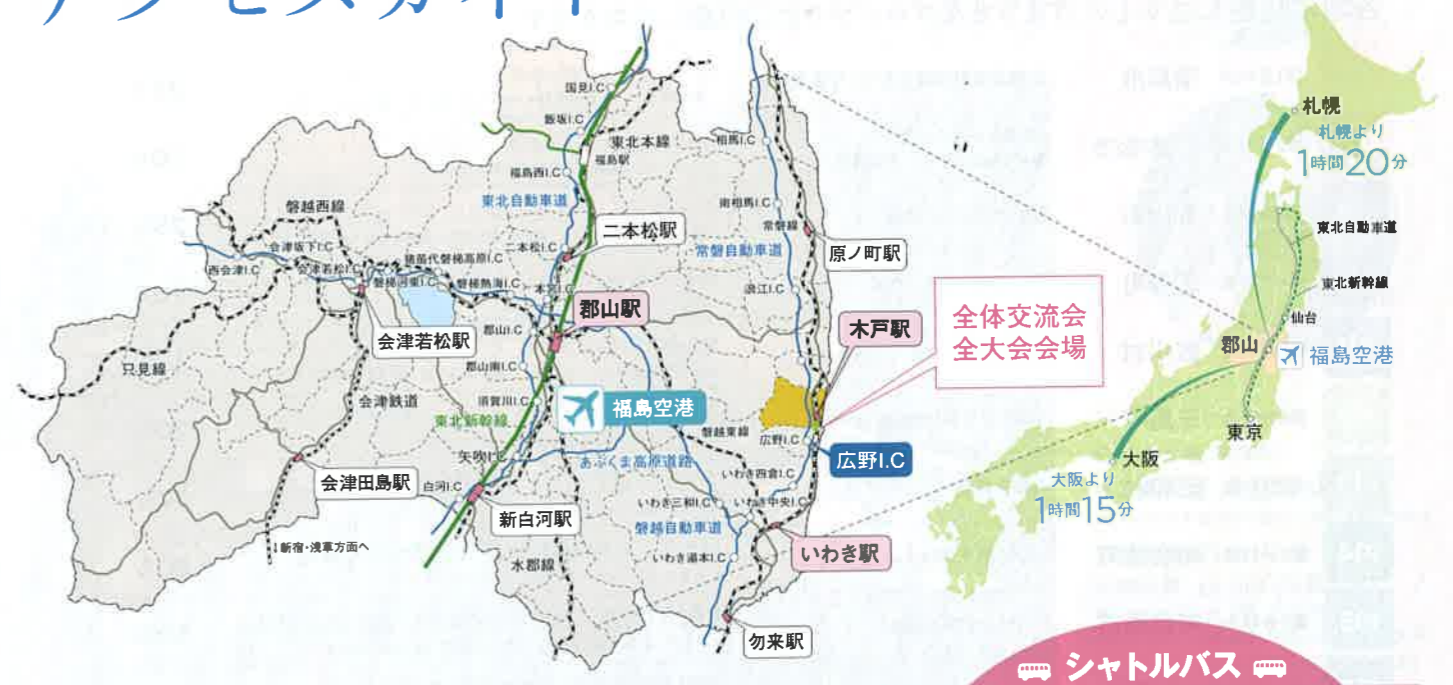 アクセスガイド
国見I.C
飯坂I.C
東北本線
福島駅
福島西I.C
東北自動車道
二本松駅
二本松I.C
本宮I.C
相馬I.C
南相馬I.C
常磐線
常磐自動車道
原ノ町駅
浪江I.C
磐越西線
会津坂下I.C
西会津I.C
会津若松I.C
磐梯河東I.C
猪苗代磐梯高原I.C
磐梯熱海I.C
会津若松駅
郡山駅
郡山I.C
郡山南I.C
須賀川I.C
東北新幹線
福島空港
木戸駅
全体交流会
全大会会場
只見線
会津鉄道
磐越東線
広野I.C
広野I.C
矢吹I.C
あぶくま高原道路
いわき四倉I.C
会津田島駅
白河I.C
新白河駅
いわき三和I.C
いわき中央I.C
磐越自動車道
いわき駅
↓新宿・浅草方面へ
水郡線
いわき湯本I.C
勿来駅
札幌
札幌より
1時間20分
東北自動車道
東北新幹線
仙台
郡山
福島空港
東京
大阪
大阪より
1時間15分
シャトルバス